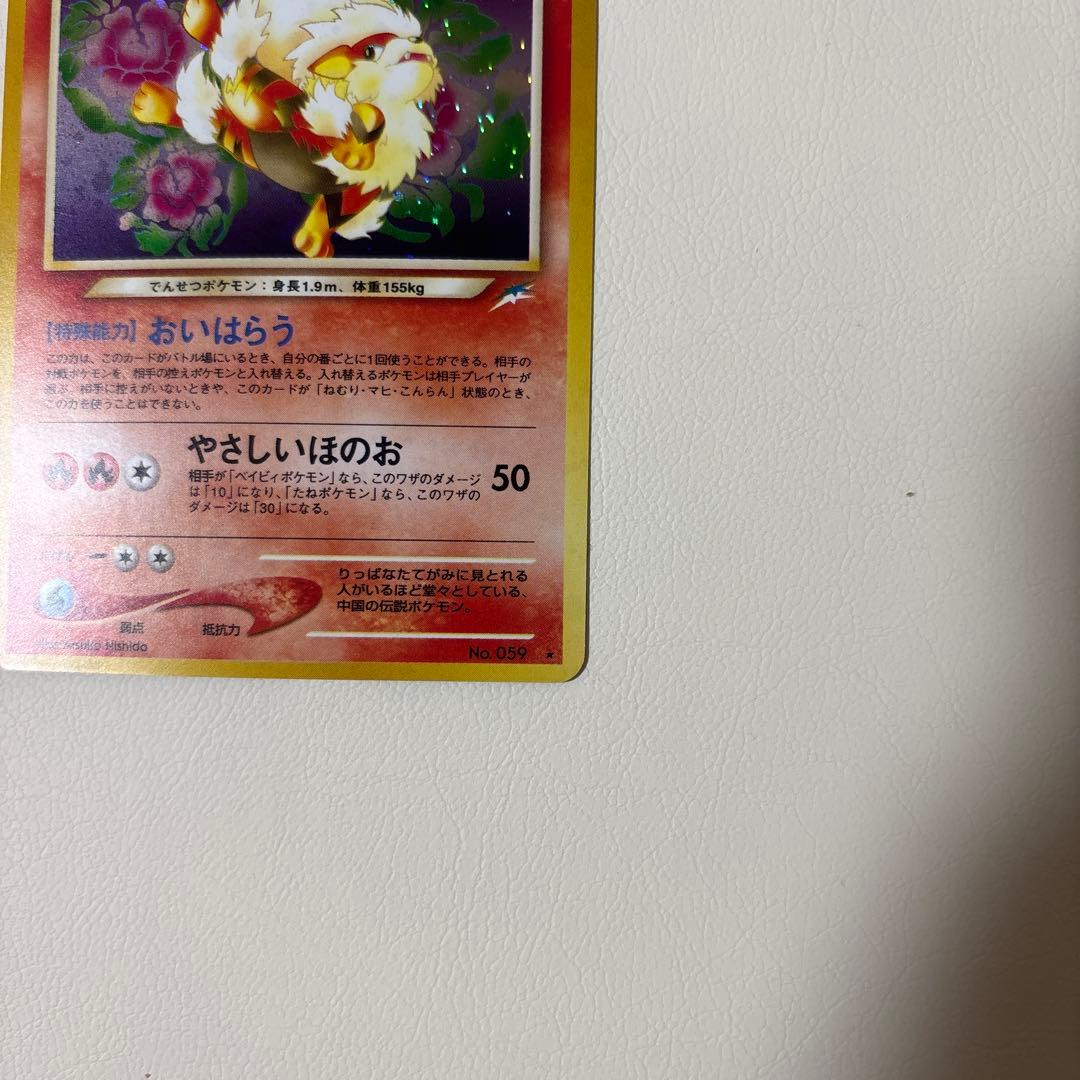 でんせつポケモン：身長1.9m、体重155kg
【特殊能力】おいはらう
この力は、このカードがバトル場にいるとき、自分の番ごとに1回使うことができる。相手の
対戦ポケモンを、相手の控えポケモンと入れ替える。入れ替えるポケモンは相手プレイヤーが
選ぶ。相手に控えがいないときや、このカードが「ねむり・マヒ・こんらん」状態のとき、
この力を使うことはできない。
やさしいほのお
相手が「ベイビィポケモン」なら、このワザのダメージ
は「10」になり、「たねポケモン」なら、このワザの
ダメージは「30」になる。
50
にげる
りっぱなたてがみに見とれる
人がいるほど堂々としている、
中国の伝説ポケモン。
弱点
抵抗力
Illus. Atsuko Nishida
No. 059 ★